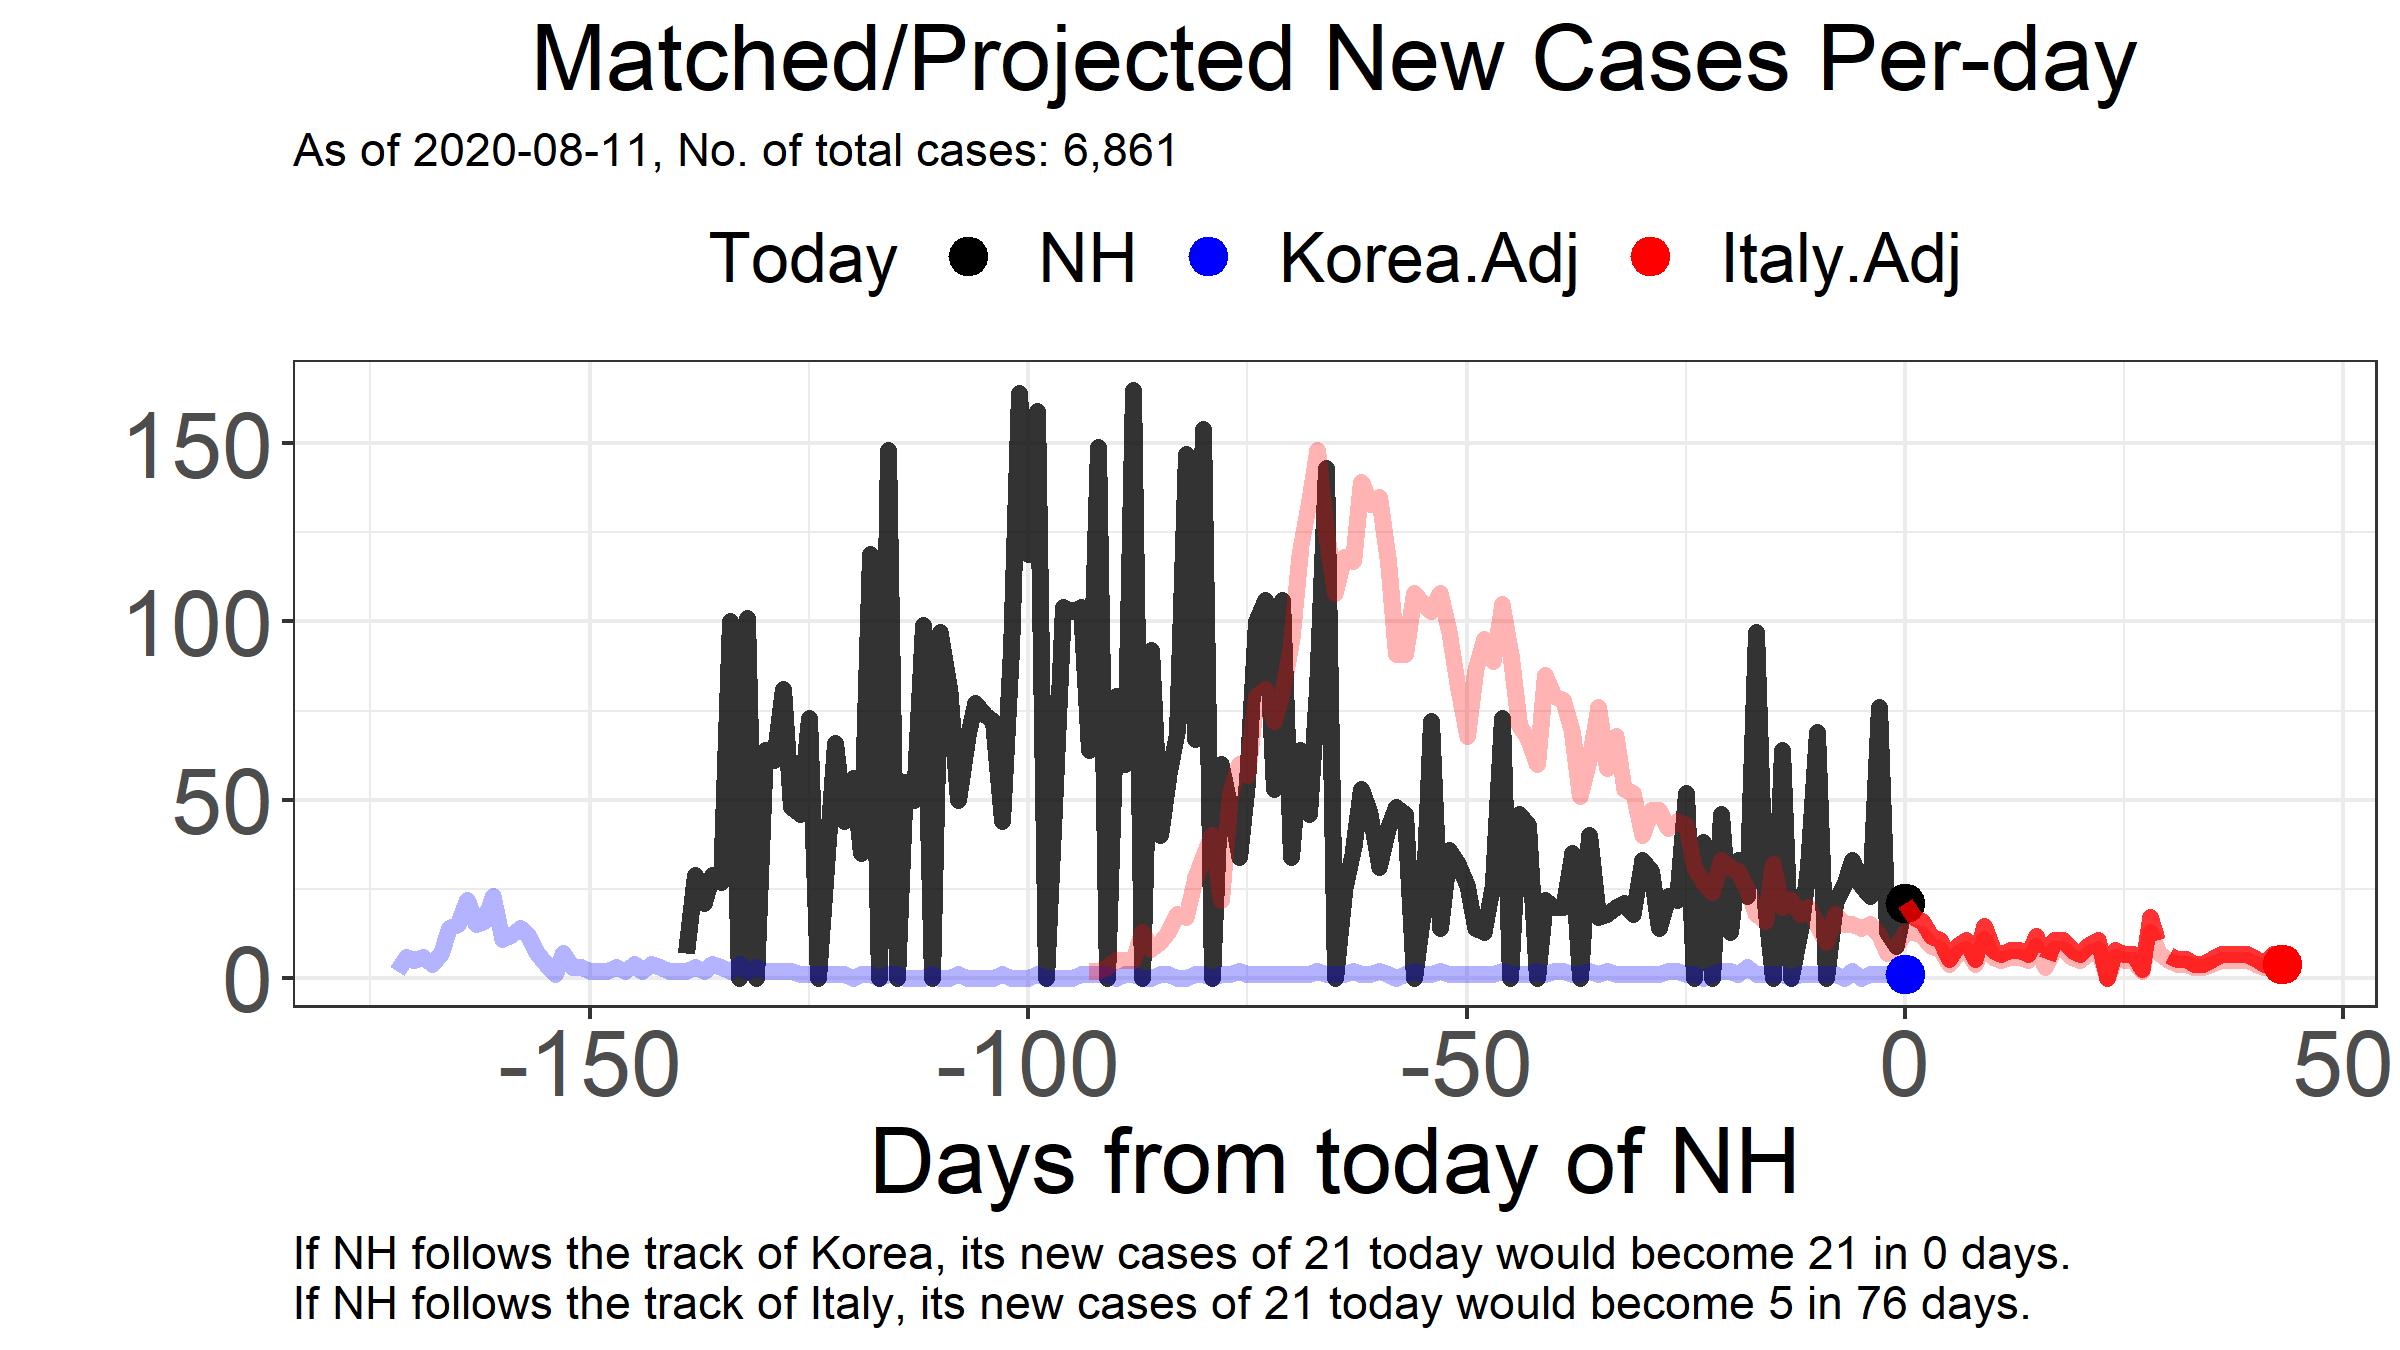 Matched/Projected New Cases Per-day
As of 2020-08-11, No. of total cases: 6,861
Today NH Korea.Adj Italy.Adj
150
100
50
0
-150 -100 -50 0 50
Days from today of NH
If NH follows the track of Korea, its new cases of 21 today would become 21 in 0 days.
If NH follows the track of Italy, its new cases of 21 today would become 5 in 76 days.